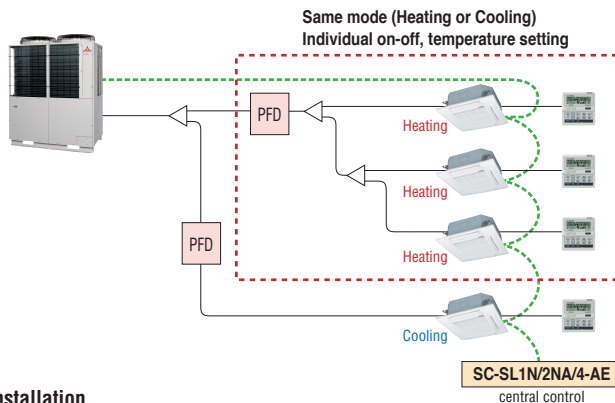 Same mode (Heating or Cooling)
Individual on-off, temperature setting
PFD
Heating
Heating
PFD
Heating
Cooling
SC-SL1N/2NA/4-AE
central control